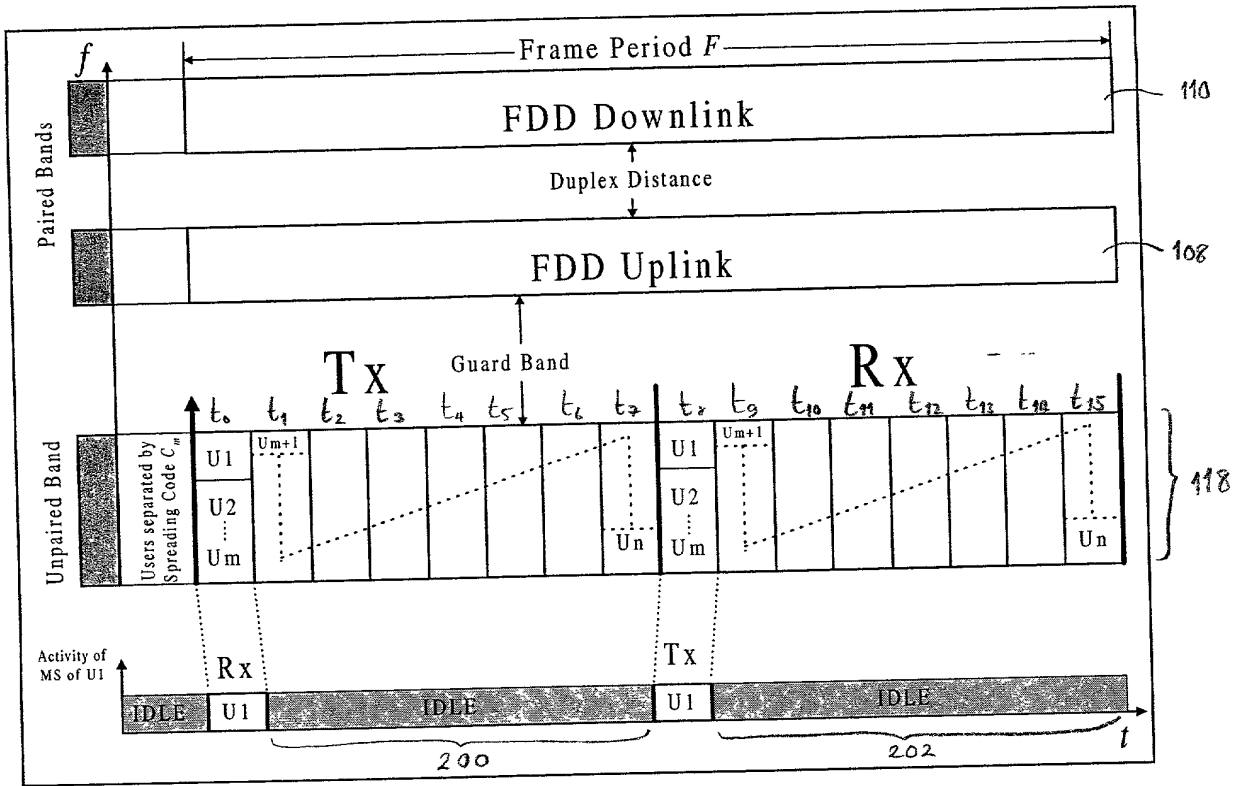 Frame Period F
f
FDD Downlink
110
Paired Bands
Duplex Distance
FDD Uplink
108
Tx
Guard Band
Rx
t0 t1 t2 t3 t4 t5 t6 t7 t8 t9 t10 t11 t12 t13 t14 t15
Unpaired Band
Users separated by
Spreading Code Cm
U1
U2
Um
Um+1
Un
U1
U2
Um
Um+1
Un
118
Activity of
MS of U1
Rx
Tx
IDLE U1 IDLE U1 IDLE
200
202
t